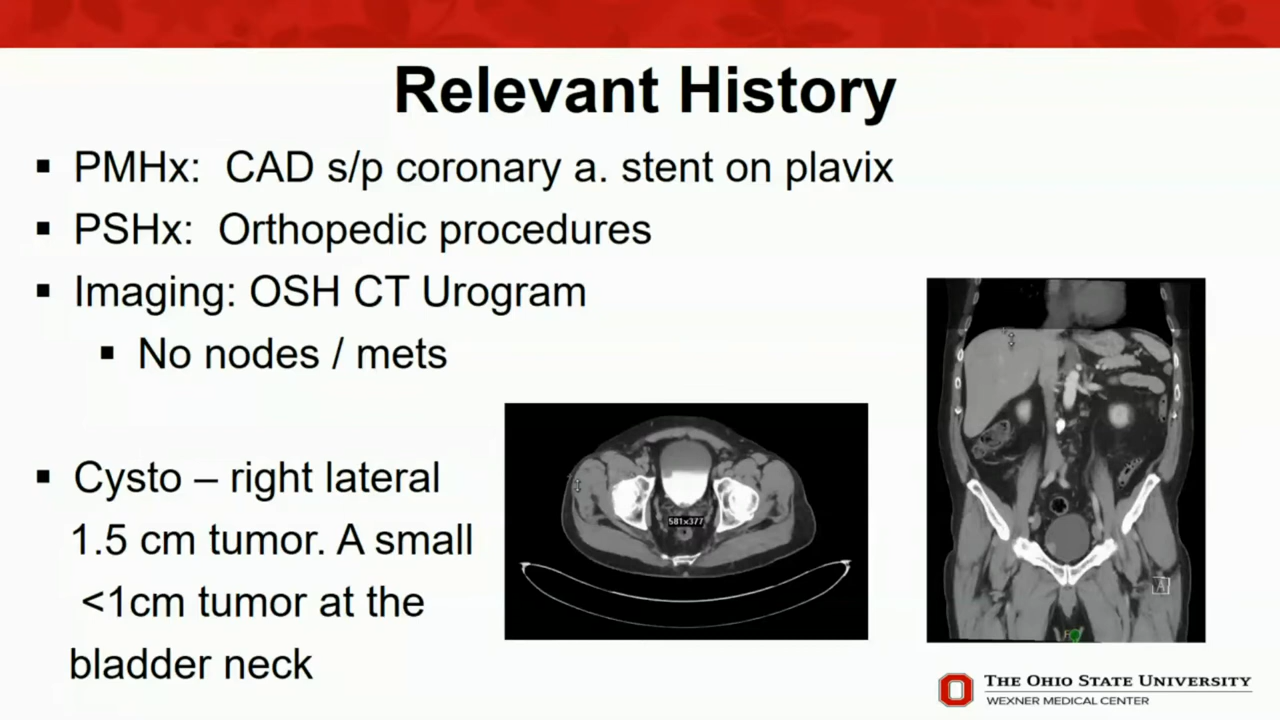 Relevant History
▪ PMHx: CAD s/p coronary a. stent on plavix
▪ PSHx: Orthopedic procedures
▪ Imaging: OSH CT Urogram
▪ No nodes / mets
▪ Cysto – right lateral
1.5 cm tumor. A small
<1cm tumor at the
bladder neck
581x377
A
F
THE OHIO STATE UNIVERSITY
WEXNER MEDICAL CENTER